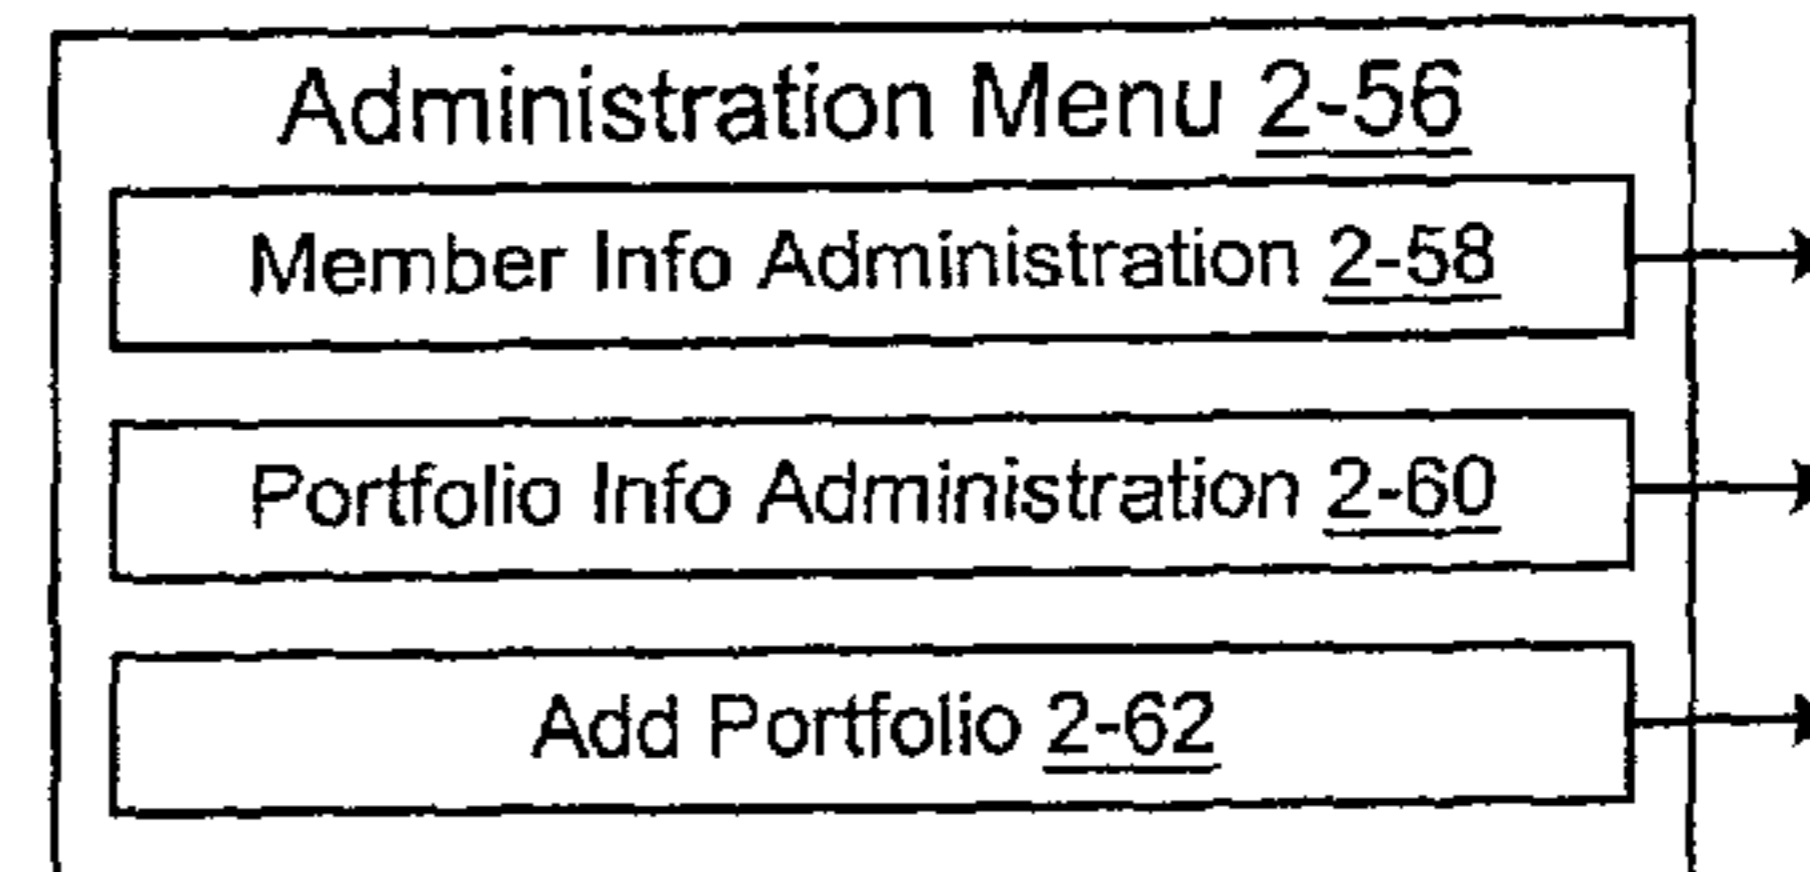 Administration Menu 2-56
Member Info Administration 2-58
Portfolio Info Administration 2-60
Add Portfolio 2-62